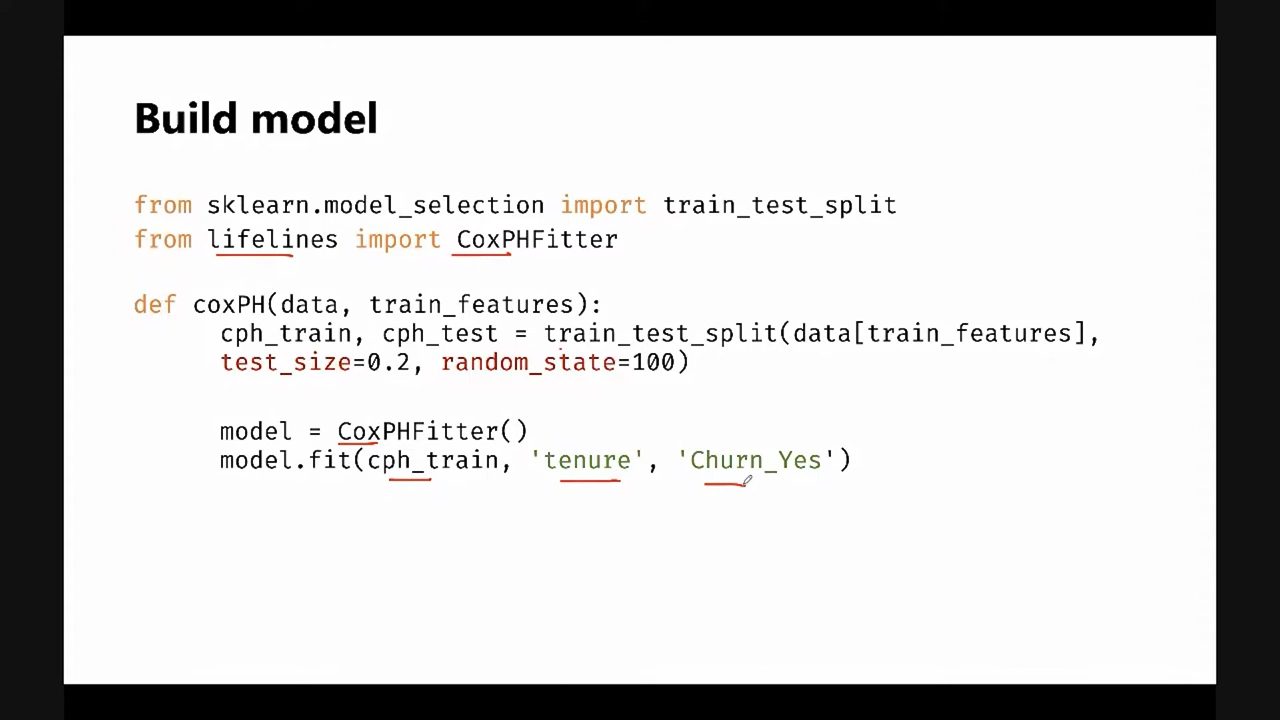 Build model
from sklearn.model_selection import train_test_split
from lifelines import CoxPHFitter
def coxPH(data, train_features):
cph_train, cph_test = train_test_split(data[train_features],
test_size=0.2, random_state=100)
model = CoxPHFitter()
model.fit(cph_train, 'tenure', 'Churn_Yes')